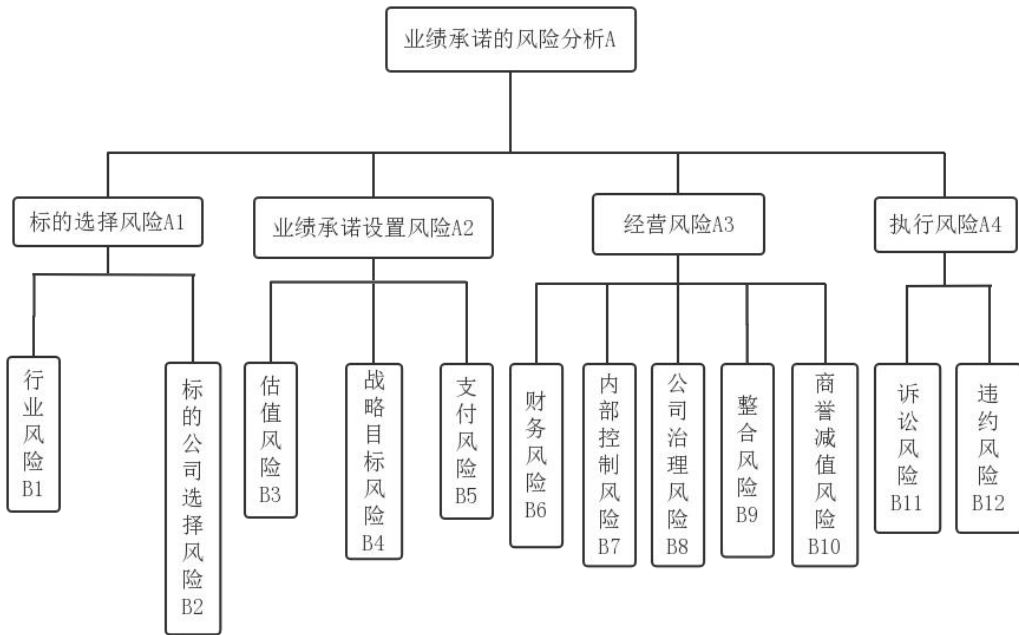 业绩承诺的风险分析A
标的选择风险A1
业绩承诺设置风险A2
经营风险A3
执行风险A4
行业风险B1
标的公司选择风险B2
估值风险B3
战略目标风险B4
支付风险B5
财务风险B6
内部控制风险B7
公司治理风险B8
整合风险B9
商誉减值风险B10
诉讼风险B11
违约风险B12